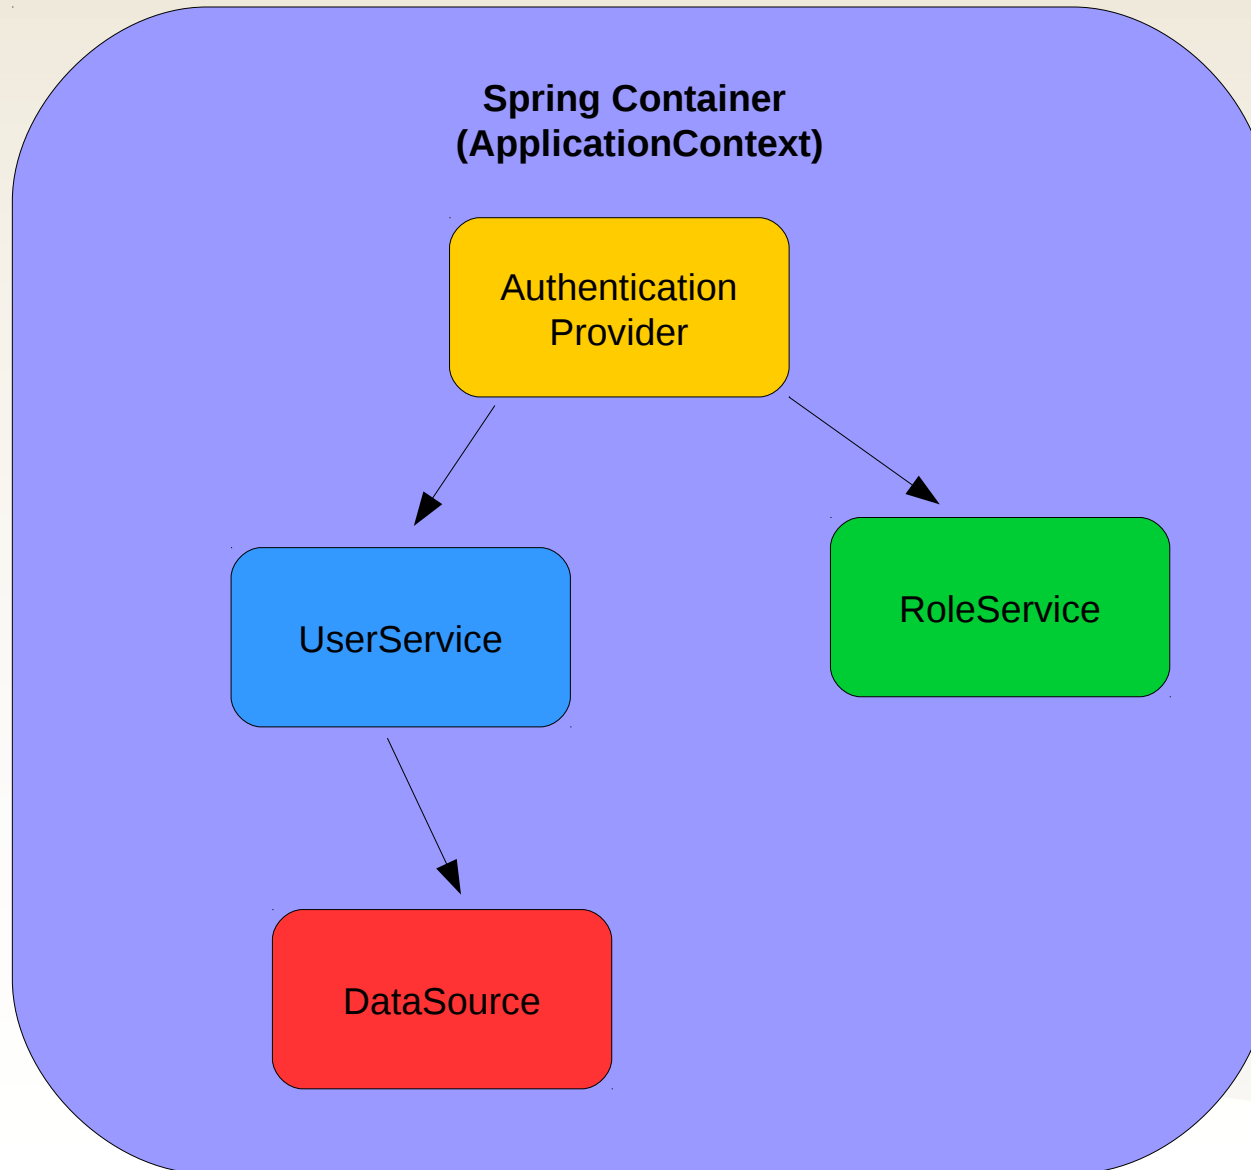 Spring Container
(ApplicationContext)
Authentication
Provider
UserService
RoleService
DataSource